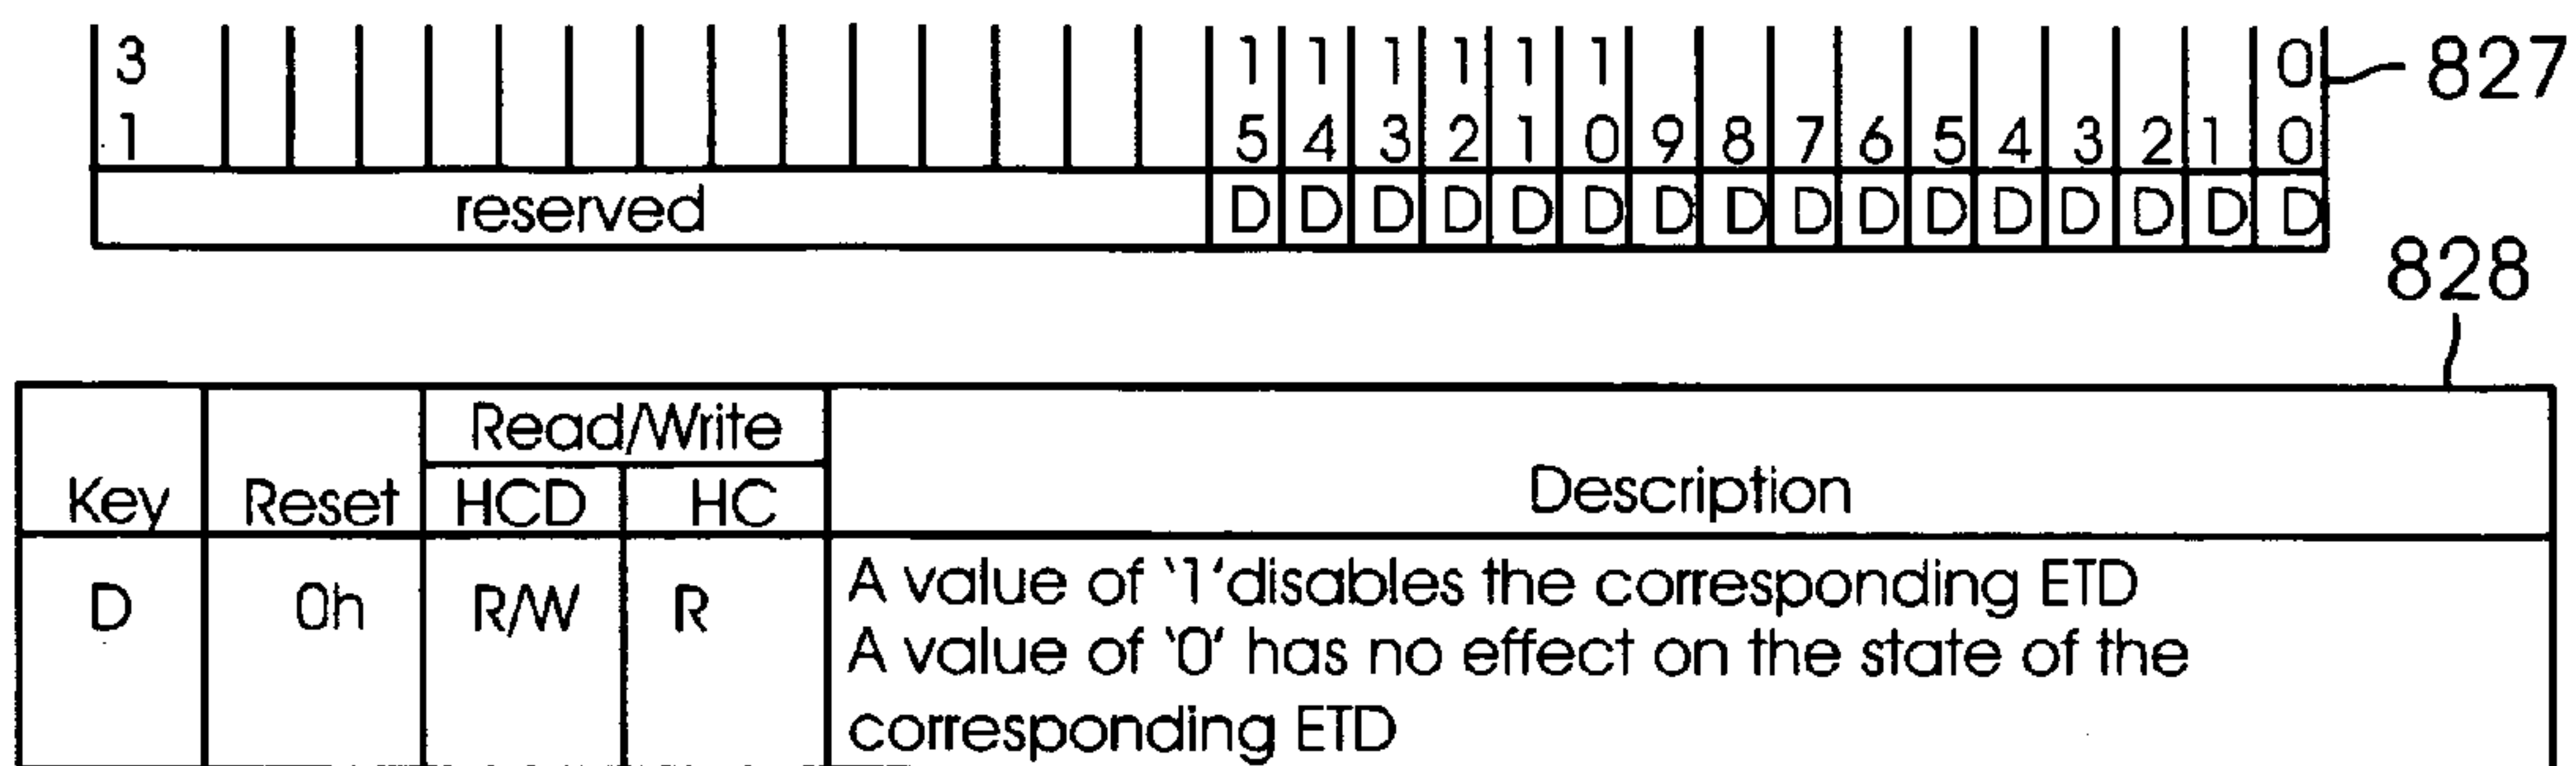 3 1 1 1 1 1 1 0 827
1 5 4 3 2 1 0 9 8 7 6 5 4 3 2 1 0
reserved D D D D D D D D D D D D D D D D
828
Read/Write
Key Reset HCD HC Description
D 0h R/W R A value of '1'disables the corresponding ETD
A value of '0' has no effect on the state of the
corresponding ETD